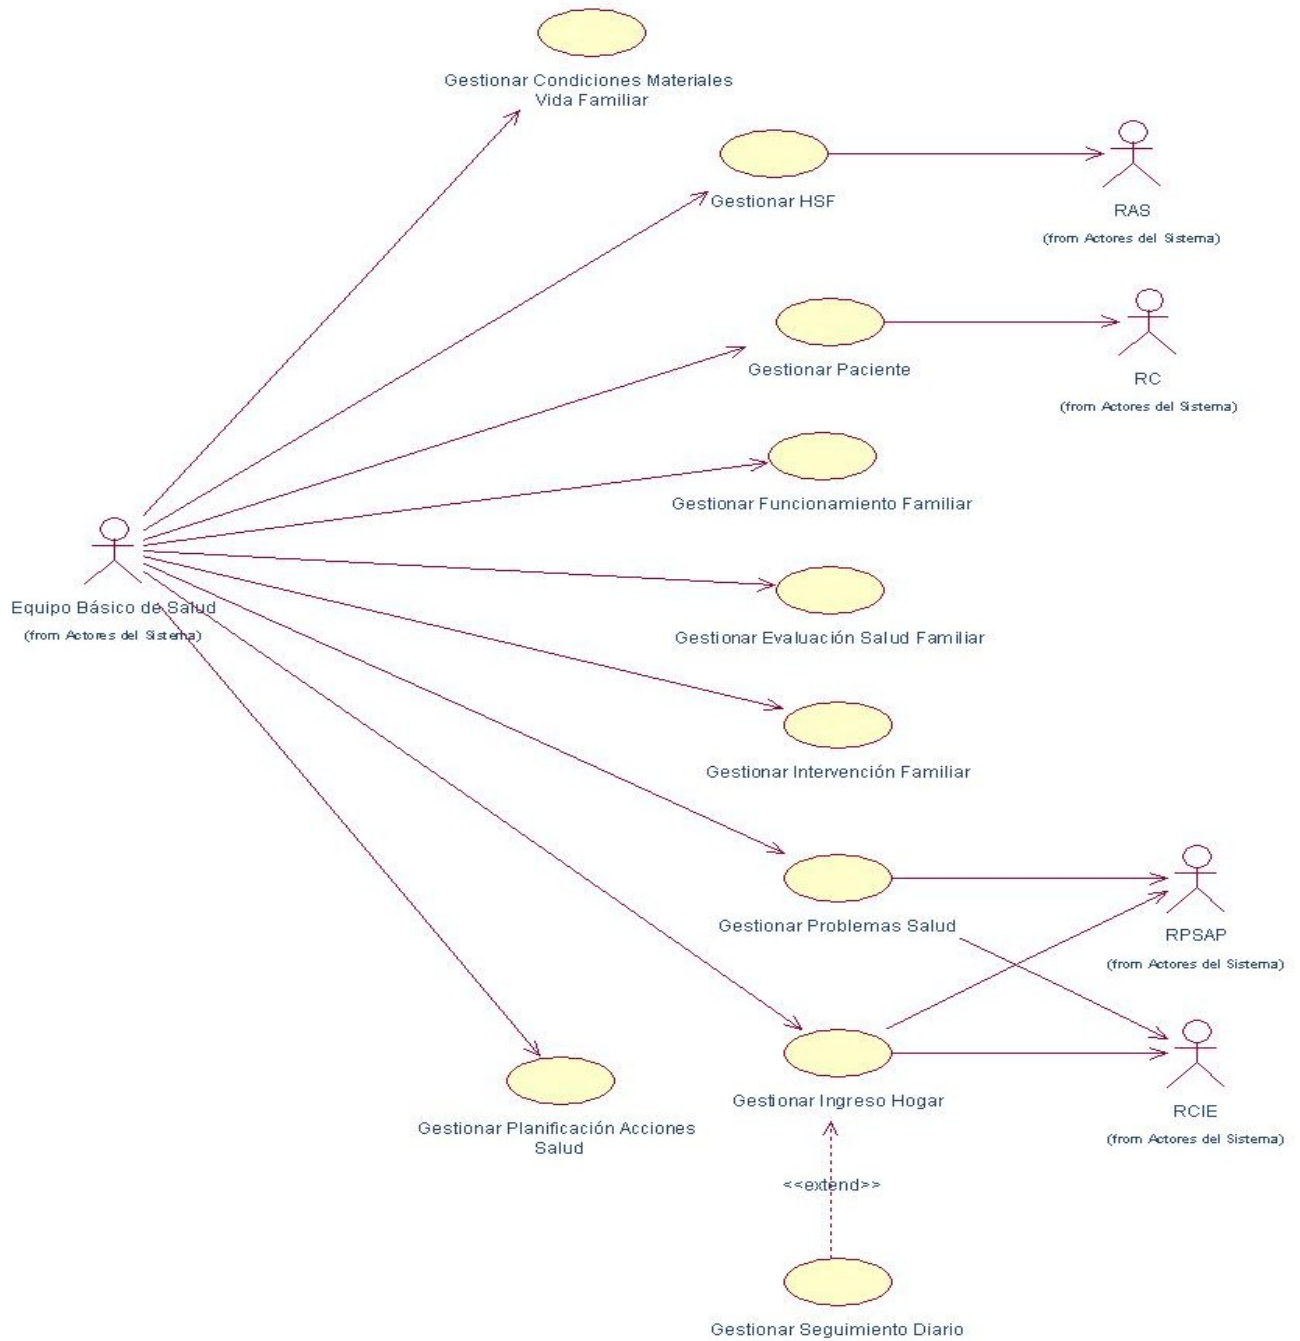 Gestionar Condiciones Materiales
Vida Familiar
Gestionar HSF
RAS
(from Actores del Sistema)
Gestionar Paciente
RC
(from Actores del Sistema)
Gestionar Funcionamiento Familiar
Equipo Básico de Salud
(from Actores del Sistema)
Gestionar Evaluación Salud Familiar
Gestionar Intervención Familiar
Gestionar Problemas Salud
RPSAP
(from Actores del Sistema)
Gestionar Ingreso Hogar
RCIE
(from Actores del Sistema)
Gestionar Planificación Acciones
Salud
<<extend>>
Gestionar Seguimiento Diario